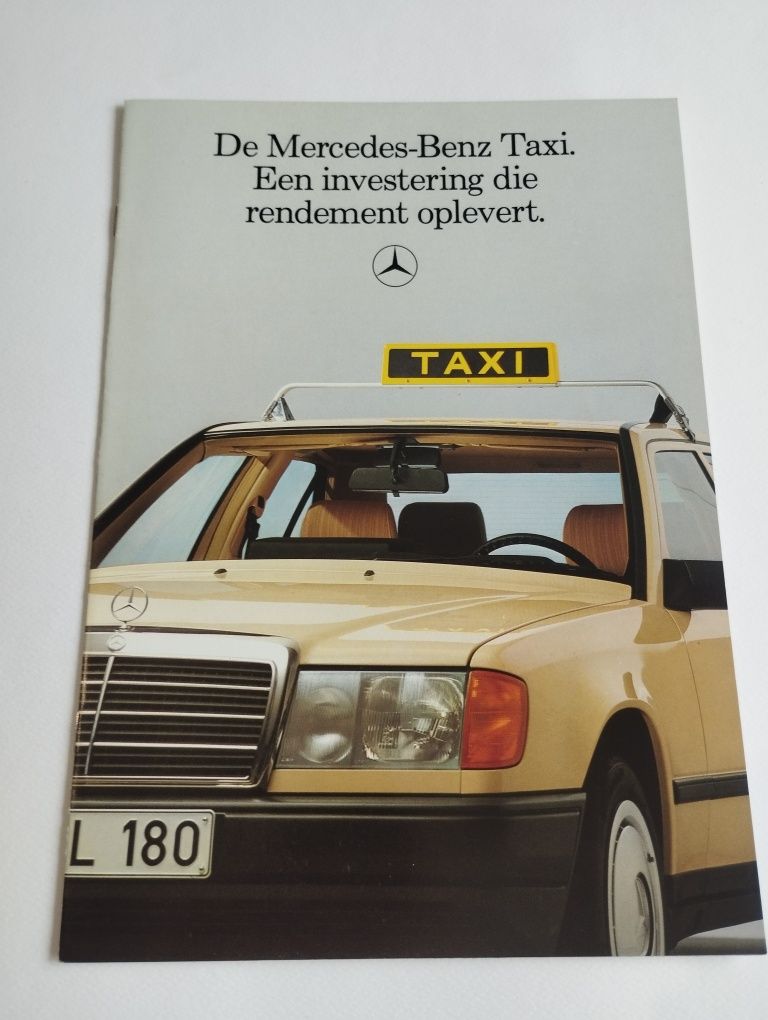 De Mercedes-Benz Taxi.
Een investering die
rendement oplevert.
TAXI
L 180